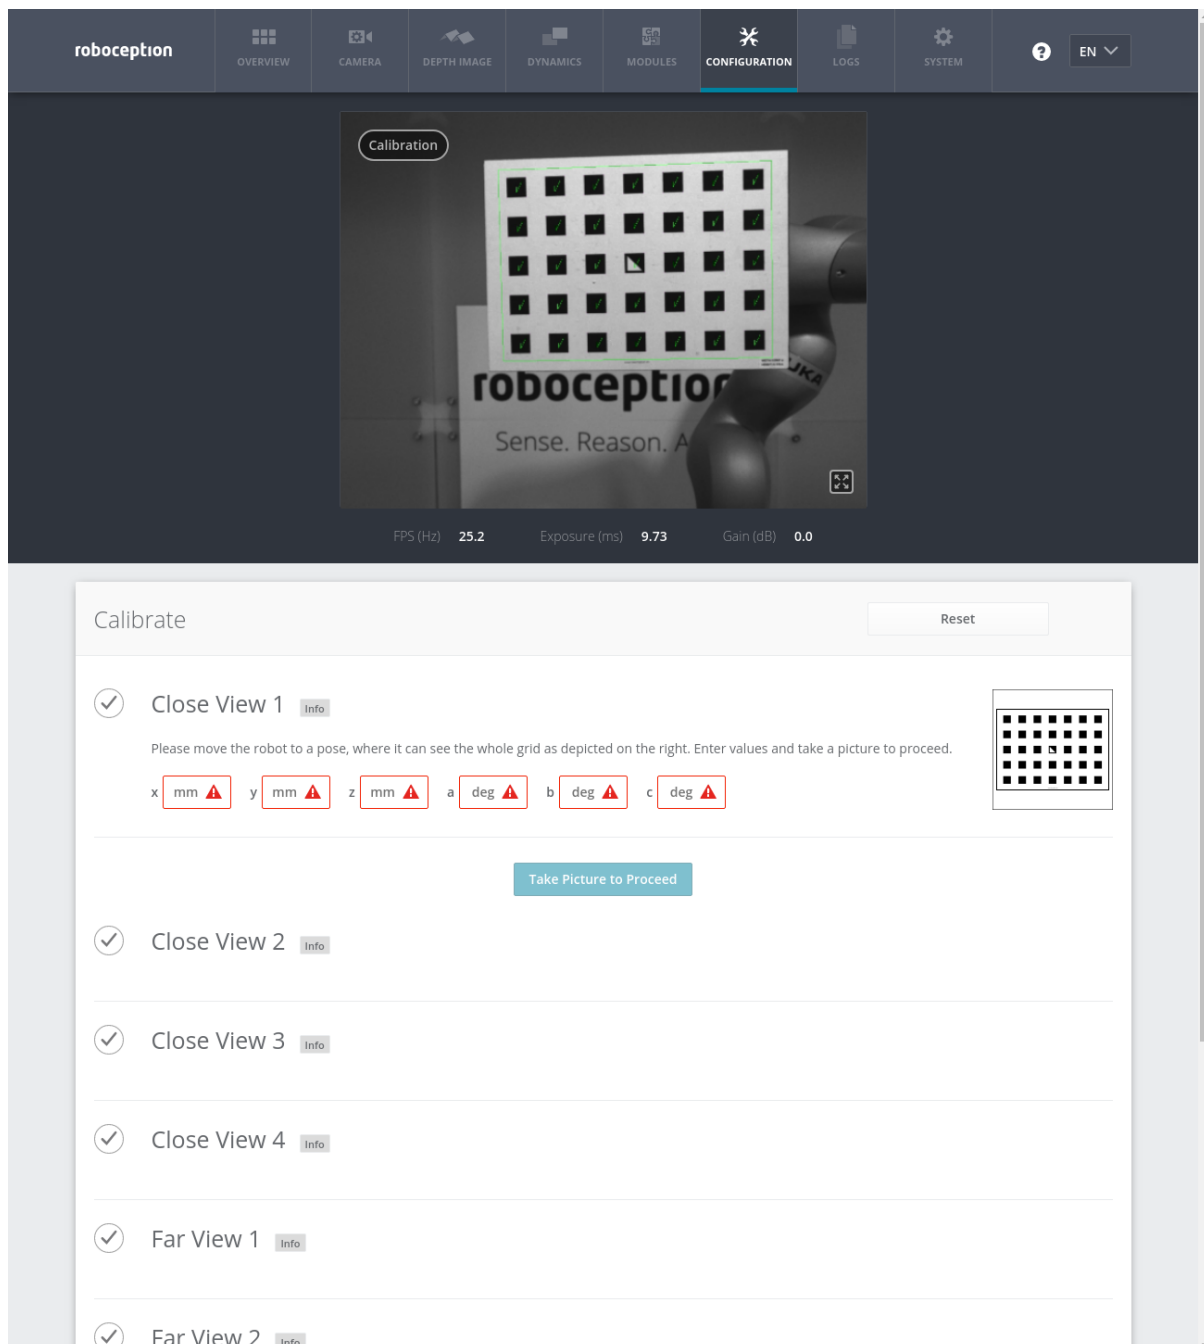 roboception
OVERVIEW
CAMERA
DEPTH IMAGE
DYNAMICS
MODULES
CONFIGURATION
LOGS
SYSTEM
?
EN
Calibration
UKA
roboception
Sense. Reason. A
FPS (Hz) 25.2 Exposure (ms) 9.73 Gain (dB) 0.0
Calibrate
Reset
Close View 1 Info
Please move the robot to a pose, where it can see the whole grid as depicted on the right. Enter values and take a picture to proceed.
x mm y mm z mm a deg b deg c deg
Take Picture to Proceed
Close View 2 Info
Close View 3 Info
Close View 4 Info
Far View 1 Info
Far View 2 Info